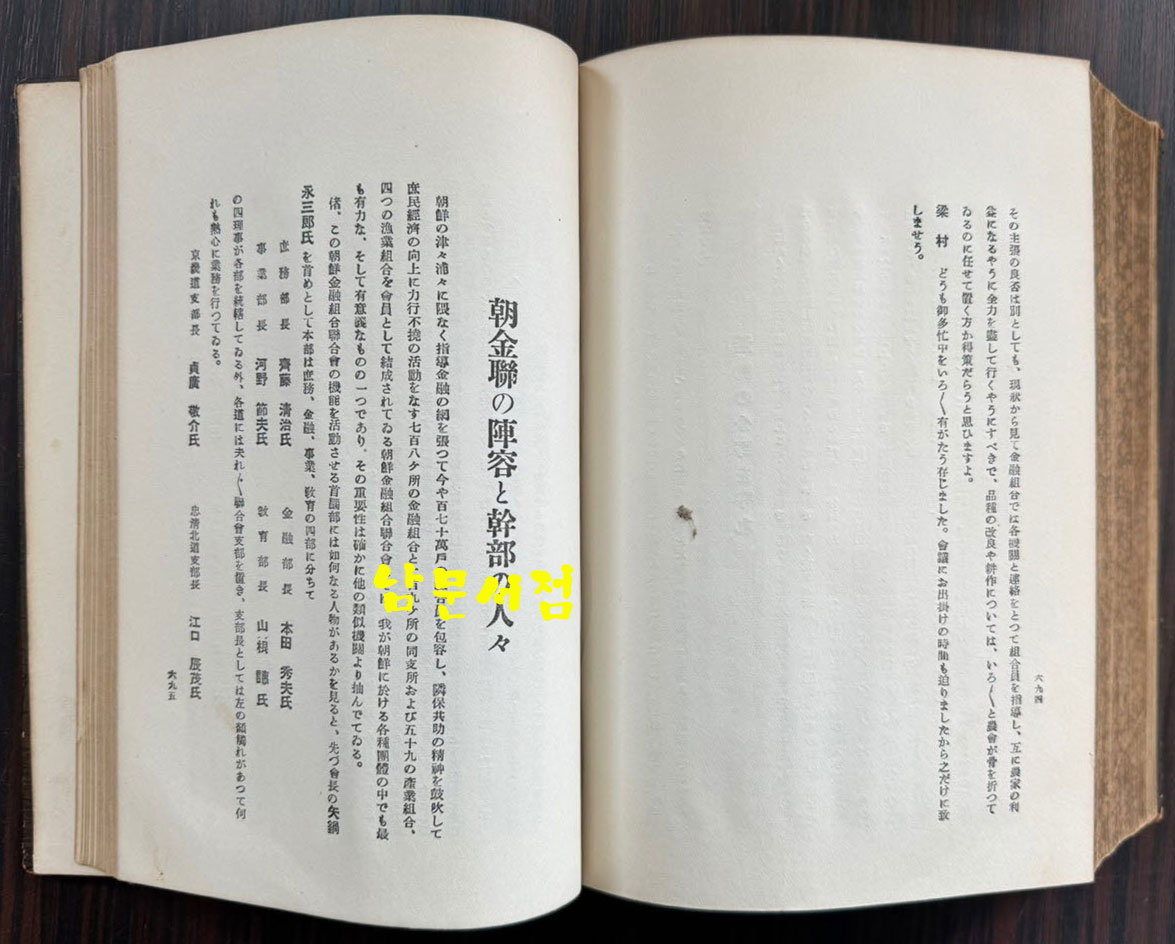 六九四
その主張の良否は別としても、現狀から見て金融組合では各機關と連絡をとつて組合員を指導し、互に農家の利
益になるやうに全力を盡して行くやうにすべきで、品種の改良や耕作については、いろ〱と農會が骨を折つて
ゐるのに任せて置く方が得策だらうと思ひますよ。
梁村 どうも御多忙中をいろ〱有がたう存じました。會議にお出掛けの時間も迫りましたから之だけに致
しませう。
朝金聯の陣容と幹部の人々
朝鮮の津々浦々に隈なく指導金融の網を張つて今や百七十萬戶の を包容し、隣保共助の精神を鼓吹して
庶民經濟の向上に力行不撓の活動をなす七百八ケ所の金融組合と 九ケ所の同支所および五十九の產業組合、
四つの漁業組合を會員として結成されてゐる朝鮮金融組合聯合會 我が朝鮮に於ける各種團體の中でも最
も有力な、そして有意義なものの一つであり、その重要性は確かに他の類似機關より抽んでてゐる。
偖、この朝鮮金融組合聯合會の機能を活動させる首腦部には如何なる人物があるかを見ると、先づ會長の矢鍋
永三郎氏を首めとして本部は庶務、金融、事業、敎育の四部に分ちて
庶務部長 齊藤淸治氏 金融部長 本田秀夫氏
事業部長 河野節夫氏 敎育部長 山根譓氏
の四理事が各部を統轄してゐる外、各道には夫れ〱聯合會支部を置き、支部長としては左の顏觸れがあつて何
れも熱心に業務を行つてゐる。
京畿道支部長 貞廣敬介氏 忠淸北道支部長 江口辰茂氏
六九五
남문서점